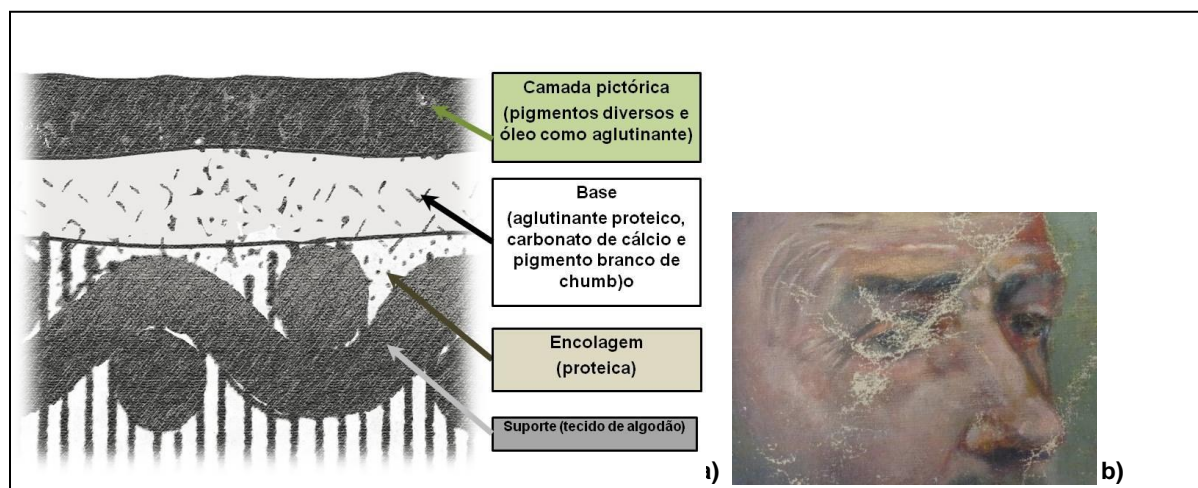 Camada pictórica
(pigmentos diversos e
óleo como aglutinante)
Base
(aglutinante proteico,
carbonato de cálcio e
pigmento branco de
chumb)o
Encolagem
(proteica)
Suporte (tecido de algodão)
a)
b)